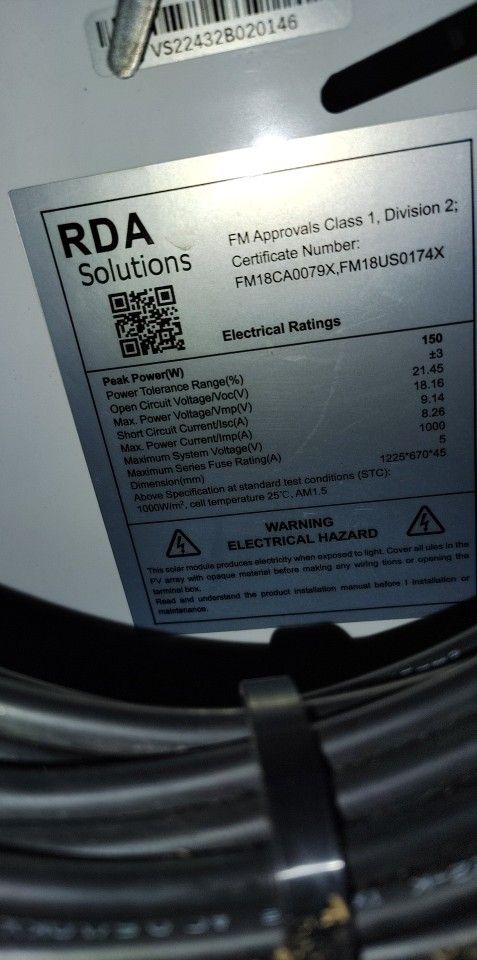 VS22432B020146
RDA
Solutions
FM Approvals Class 1, Division 2;
Certificate Number:
FM18CA0079X,FM18US0174X
Electrical Ratings
Peak Power(W) 150
Power Tolerance Range(%) ±3
Open Circuit Voltage/Voc(V) 21.45
Max. Power Voltage/Vmp(V) 18.16
Short Circuit Current/Isc(A) 9.14
Max. Power Current/Imp(A) 8.26
Maximum System Voltage(V) 1000
Maximum Series Fuse Rating(A) 5
Dimension(mm) 1225*670*45
Above Specification at standard test conditions (STC):
1000W/m², cell temperature 25℃, AM1.5
WARNING
ELECTRICAL HAZARD
This solar module produces electricity when exposed to light. Cover all ules in the
PV array with opaque material before making any wiring tions or opening the
terminal box.
Read and understand the product installation manual before I installation or
maintenance.